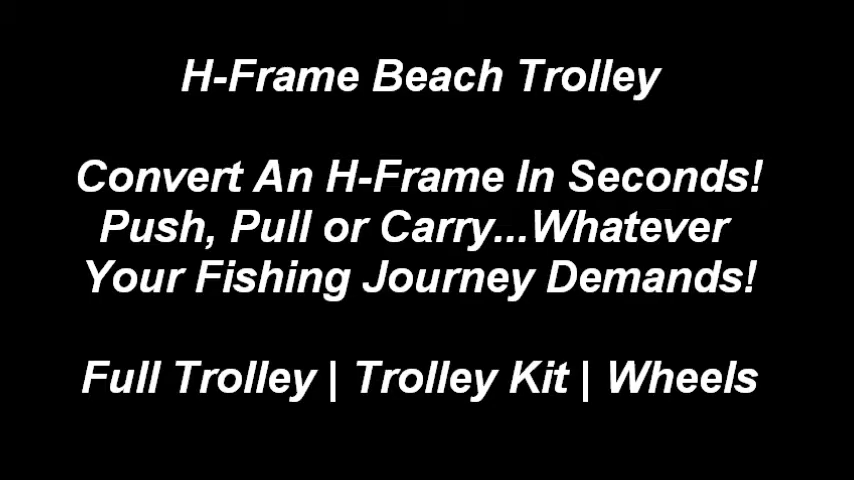 H-Frame Beach Trolley
Convert An H-Frame In Seconds!
Push, Pull or Carry...Whatever
Your Fishing Journey Demands!
Full Trolley | Trolley Kit | Wheels